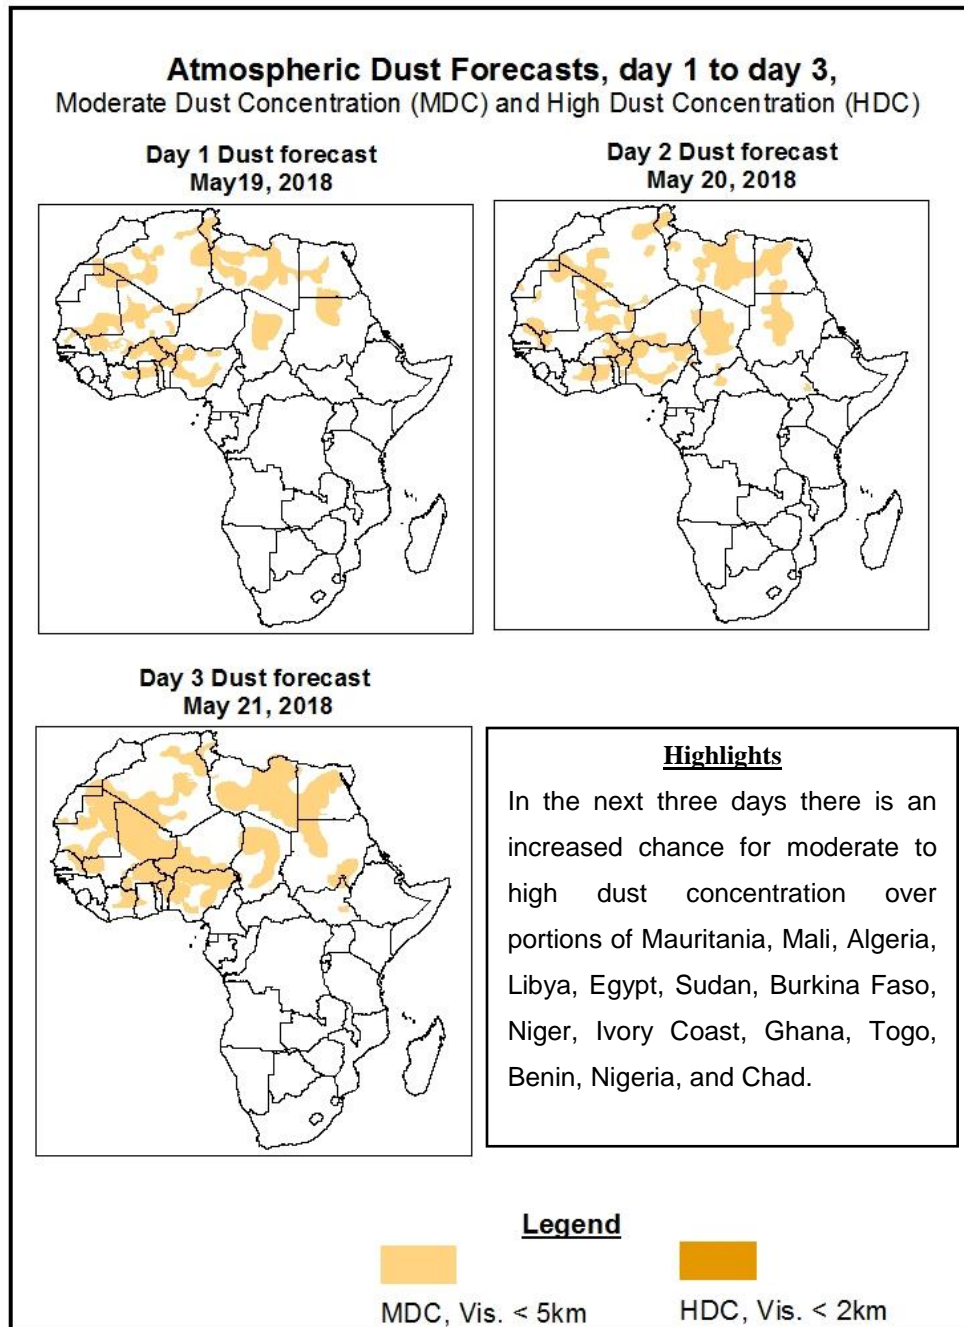 Atmospheric Dust Forecasts, day 1 to day 3,
Moderate Dust Concentration (MDC) and High Dust Concentration (HDC)
Day 1 Dust forecast
May19, 2018
Day 2 Dust forecast
May 20, 2018
Day 3 Dust forecast
May 21, 2018
Highlights
In the next three days there is an
increased chance for moderate to
high dust concentration over
portions of Mauritania, Mali, Algeria,
Libya, Egypt, Sudan, Burkina Faso,
Niger, Ivory Coast, Ghana, Togo,
Benin, Nigeria, and Chad.
Legend
MDC, Vis. < 5km
HDC, Vis. < 2km